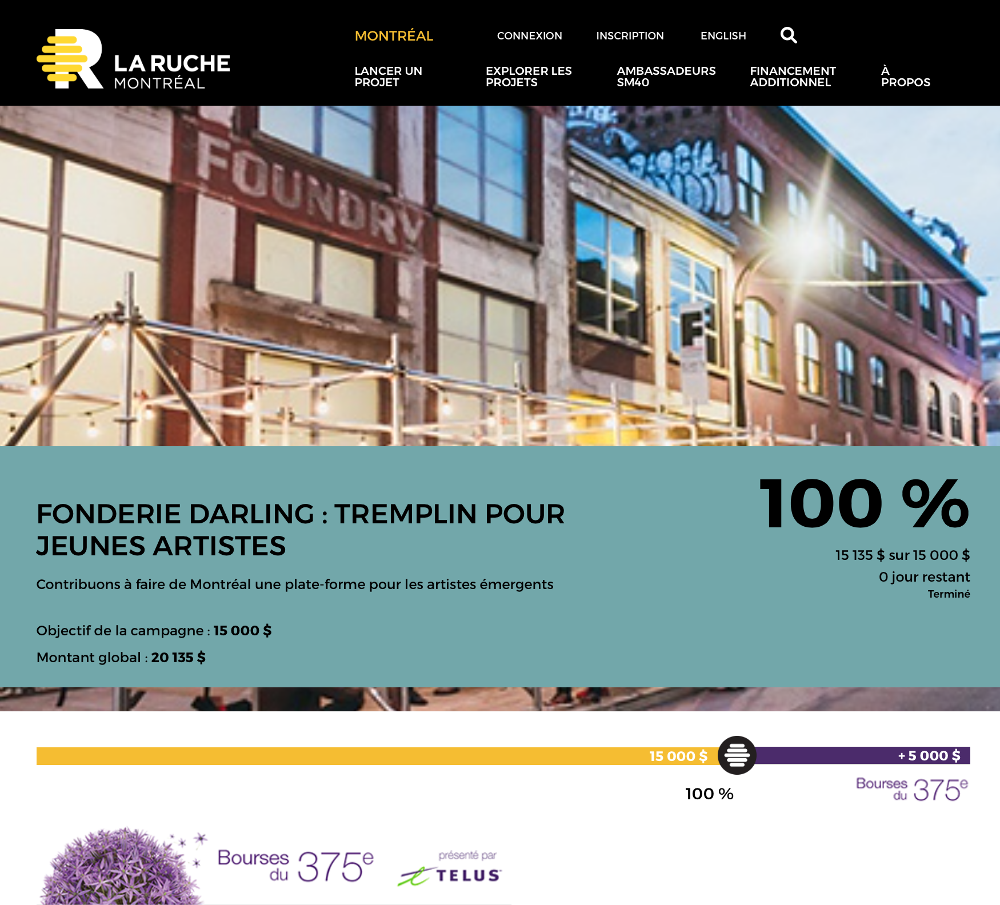 MONTRÉAL
CONNEXION
INSCRIPTION
ENGLISH
LA RUCHE
MONTRÉAL
LANCER UN
PROJET
EXPLORER LES
PROJETS
AMBASSADEURS
SM40
FINANCEMENT
ADDITIONNEL
À
PROPOS
FOUNDRY
F
FONDERIE DARLING : TREMPLIN POUR
JEUNES ARTISTES
Contribuons à faire de Montréal une plate-forme pour les artistes émergents
Objectif de la campagne : 15 000 $
Montant global : 20 135 $
100 %
15 135 $ sur 15 000 $
0 jour restant
Terminé
15 000 $
+ 5 000 $
100 %
Bourses
du 375e
Bourses
du 375e
présenté par
TELUS